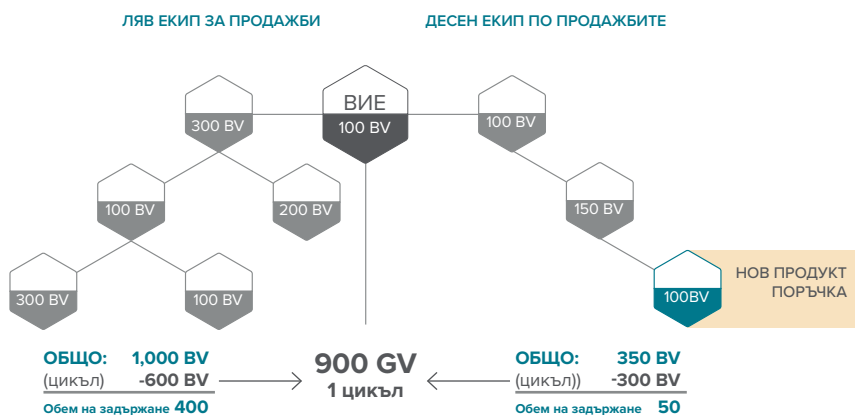 ЛЯВ ЕКИП ЗА ПРОДАЖБИ
ДЕСЕН ЕКИП ПО ПРОДАЖБИТЕ
ВИЕ
100 BV
300 BV
100 BV
100 BV
200 BV
150 BV
300 BV
100 BV
100BV
НОВ ПРОДУКТ
ПОРЪЧКА
ОБЩО: 1,000 BV
(цикъл) -600 BV
Обем на задържане 400
900 GV
1 цикъл
ОБЩО: 350 BV
(цикъл)) -300 BV
Обем на задържане 50